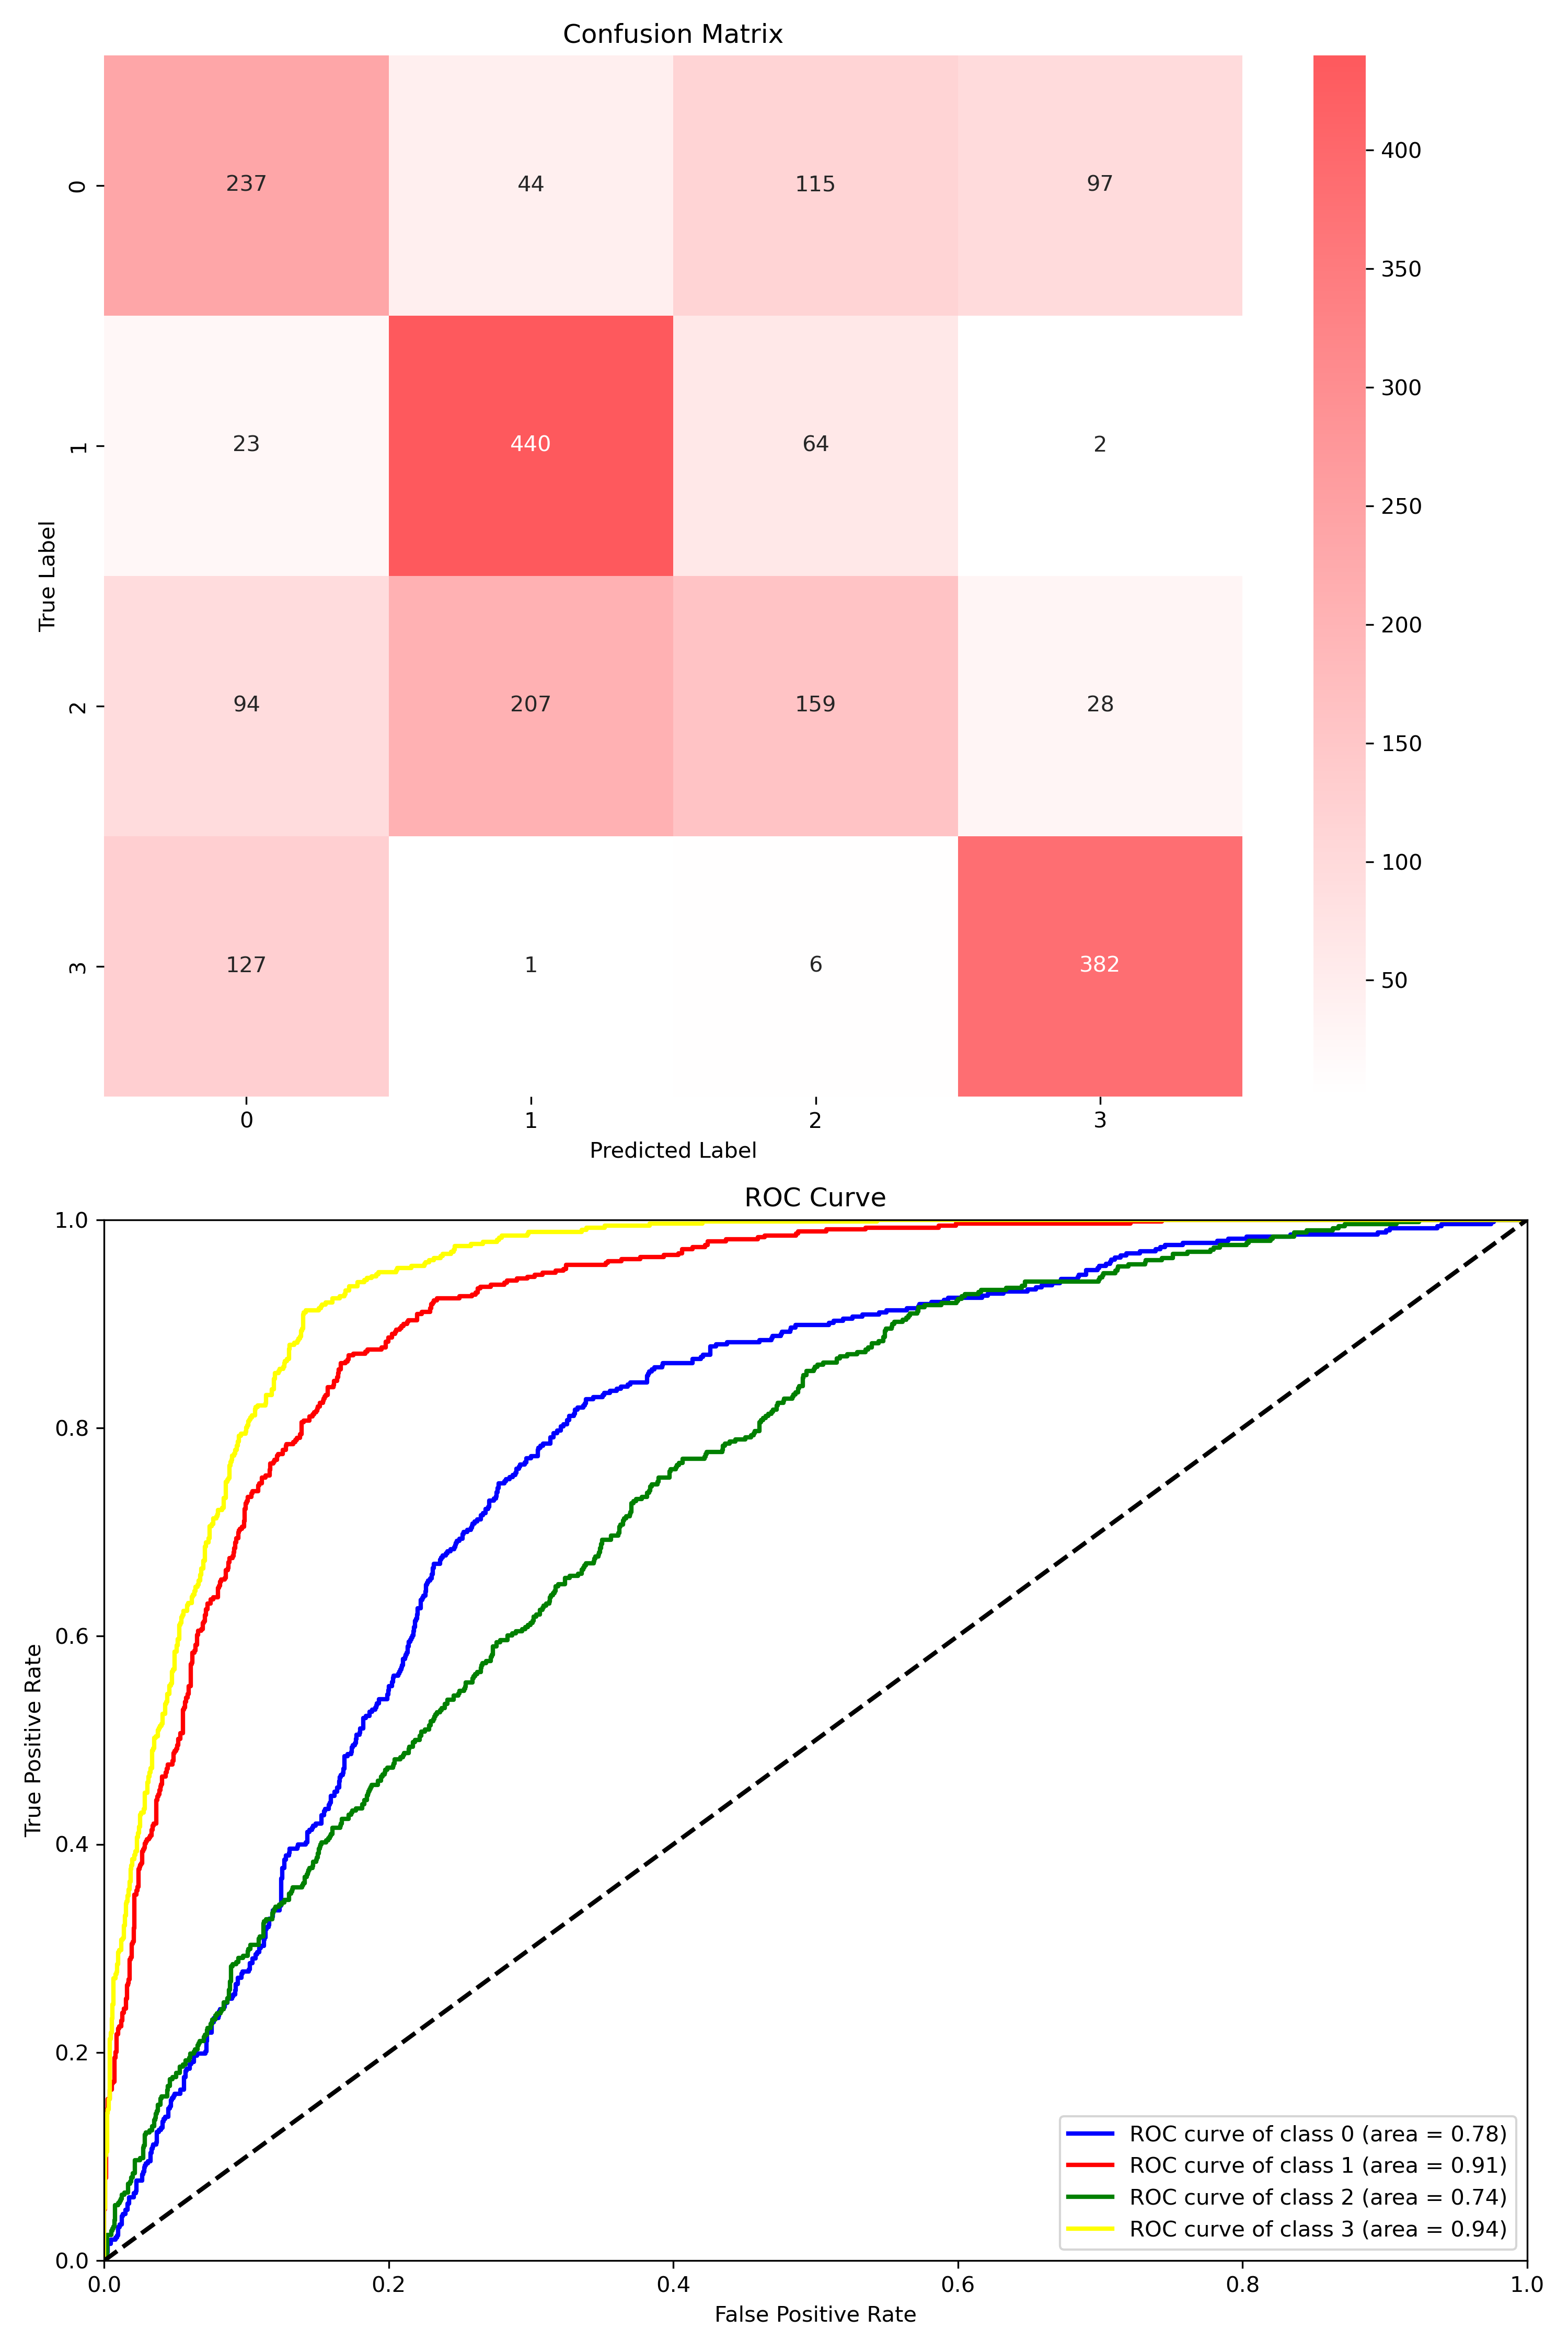 Confusion Matrix
237 44 115 97
23 440 64 2
94 207 159 28
127 1 6 382
0
1
2
3
True Label
0 1 2 3
Predicted Label
400
350
300
250
200
150
100
50
ROC Curve
1.0
0.8
0.6
0.4
0.2
0.0
True Positive Rate
ROC curve of class 0 (area = 0.78)
ROC curve of class 1 (area = 0.91)
ROC curve of class 2 (area = 0.74)
ROC curve of class 3 (area = 0.94)
0.0 0.2 0.4 0.6 0.8 1.0
False Positive Rate